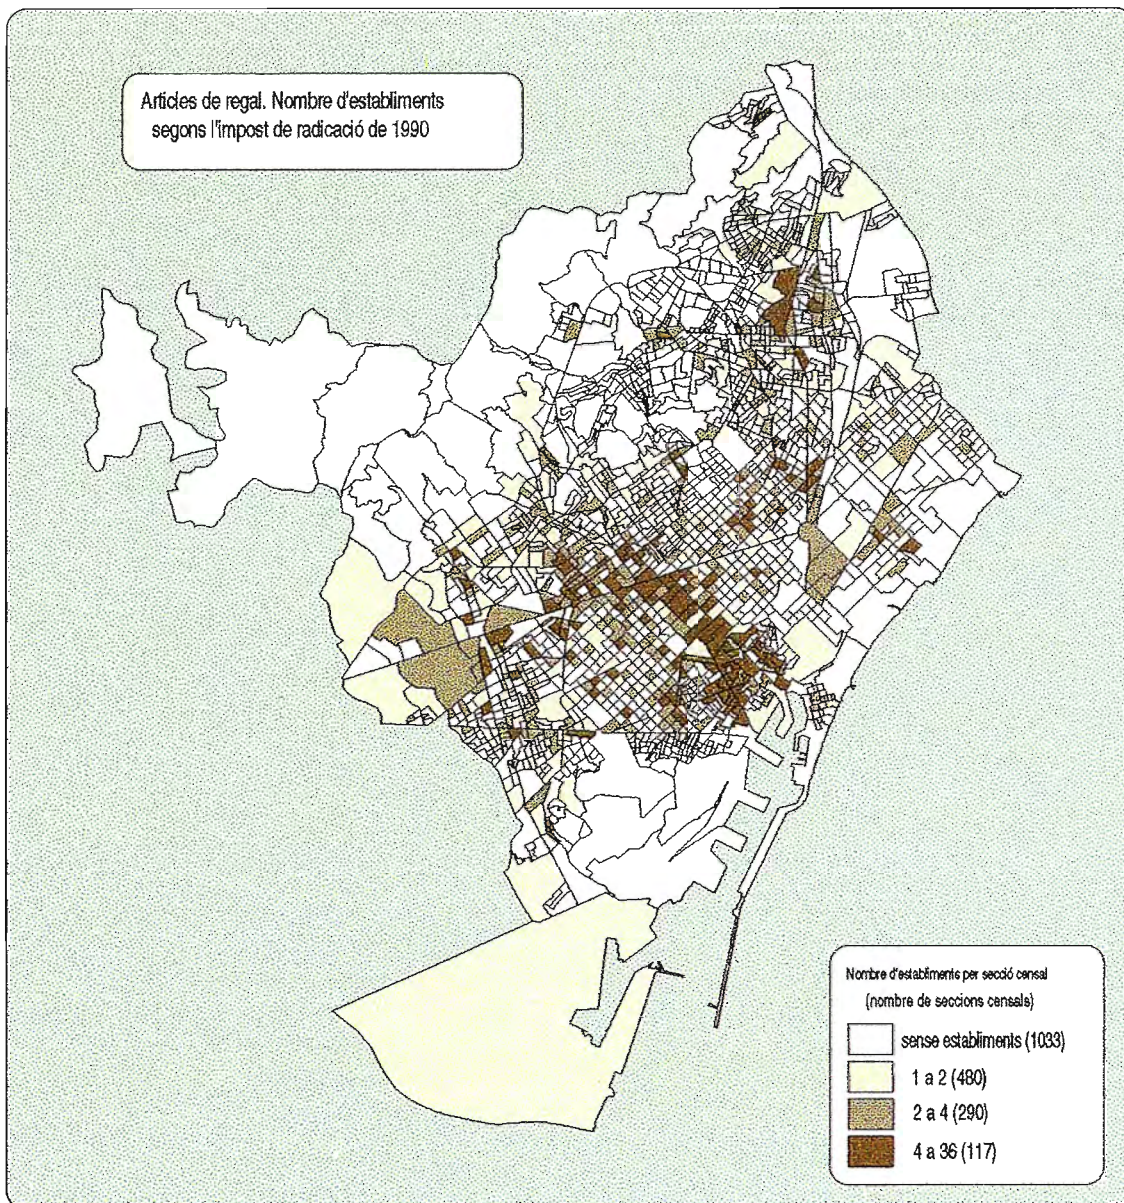 Articles de regal. Nombre d'establiments
segons l'impost de radicació de 1990
Nombre d'establiments per secció censal
(nombre de seccions censals)
sense establiments (1033)
1 a 2 (480)
2 a 4 (290)
4 a 36 (117)